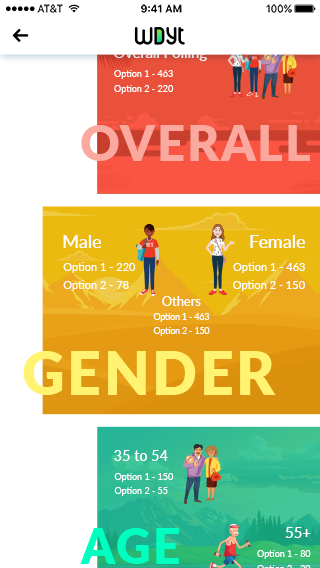 AT&T 9:41 AM 100%
WDyt
Overall Polling
Option 1 - 463
Option 2 - 220
OVERALL
Male
Option 1 - 220
Option 2 - 78
Female
Option 1 - 463
Option 2 - 150
Others
Option 1 - 463
Option 2 - 150
GENDER
35 to 54
Option 1 - 150
Option 2 - 55
55+
Option 1 - 80
AGE